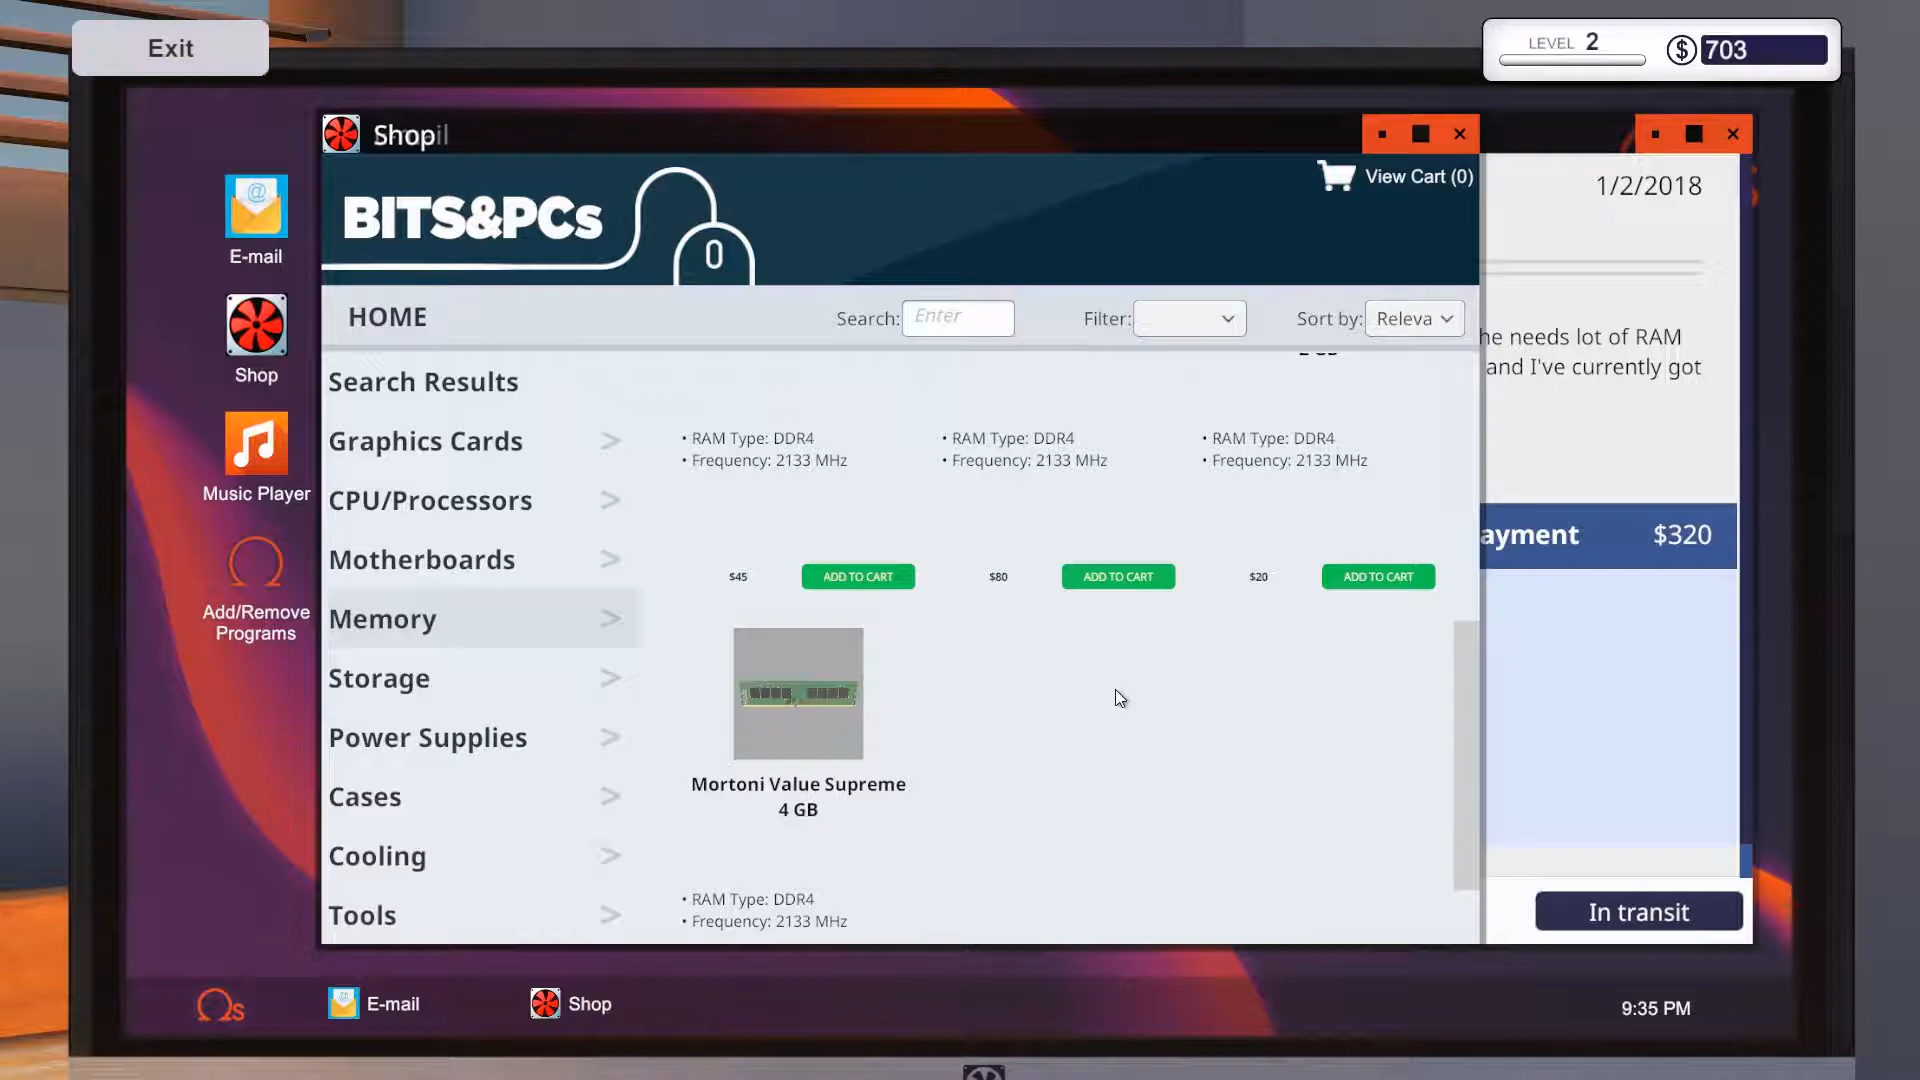 Exit
LEVEL 2
$ 703
Shop
View Cart (0)
BITS&PCs
1/2/2018
HOME
Search: Enter
Filter:
Sort by: Releva
he needs lot of RAM
and I've currently got
Search Results
Graphics Cards >
CPU/Processors >
Motherboards >
Memory >
Storage >
Power Supplies >
Cases >
Cooling >
Tools >
2 GB
• RAM Type: DDR4
• Frequency: 2133 MHz
• RAM Type: DDR4
• Frequency: 2133 MHz
• RAM Type: DDR4
• Frequency: 2133 MHz
$45 ADD TO CART
$80 ADD TO CART
$20 ADD TO CART
Mortoni Value Supreme
4 GB
• RAM Type: DDR4
• Frequency: 2133 MHz
ayment $320
In transit
E-mail
Shop
Music Player
Add/Remove
Programs
Ωs
E-mail
Shop
9:35 PM